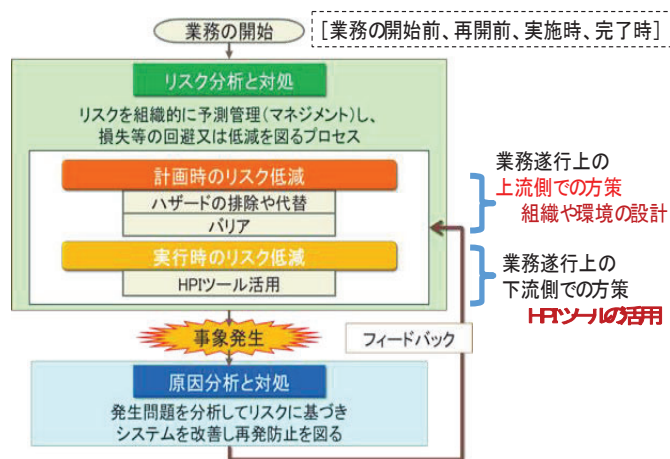 業務の開始
[業務の開始前、再開前、実施時、完了時]
リスク分析と対処
リスクを組織的に予測管理(マネジメント)し、
損失等の回避又は低減を図るプロセス
計画時のリスク低減
ハザードの排除や代替
バリア
実行時のリスク低減
HPIツール活用
業務遂行上の
上流側での方策
組織や環境の設計
業務遂行上の
下流側での方策
HPIツールの活用
事象発生
フィードバック
原因分析と対処
発生問題を分析してリスクに基づき
システムを改善し再発防止を図る